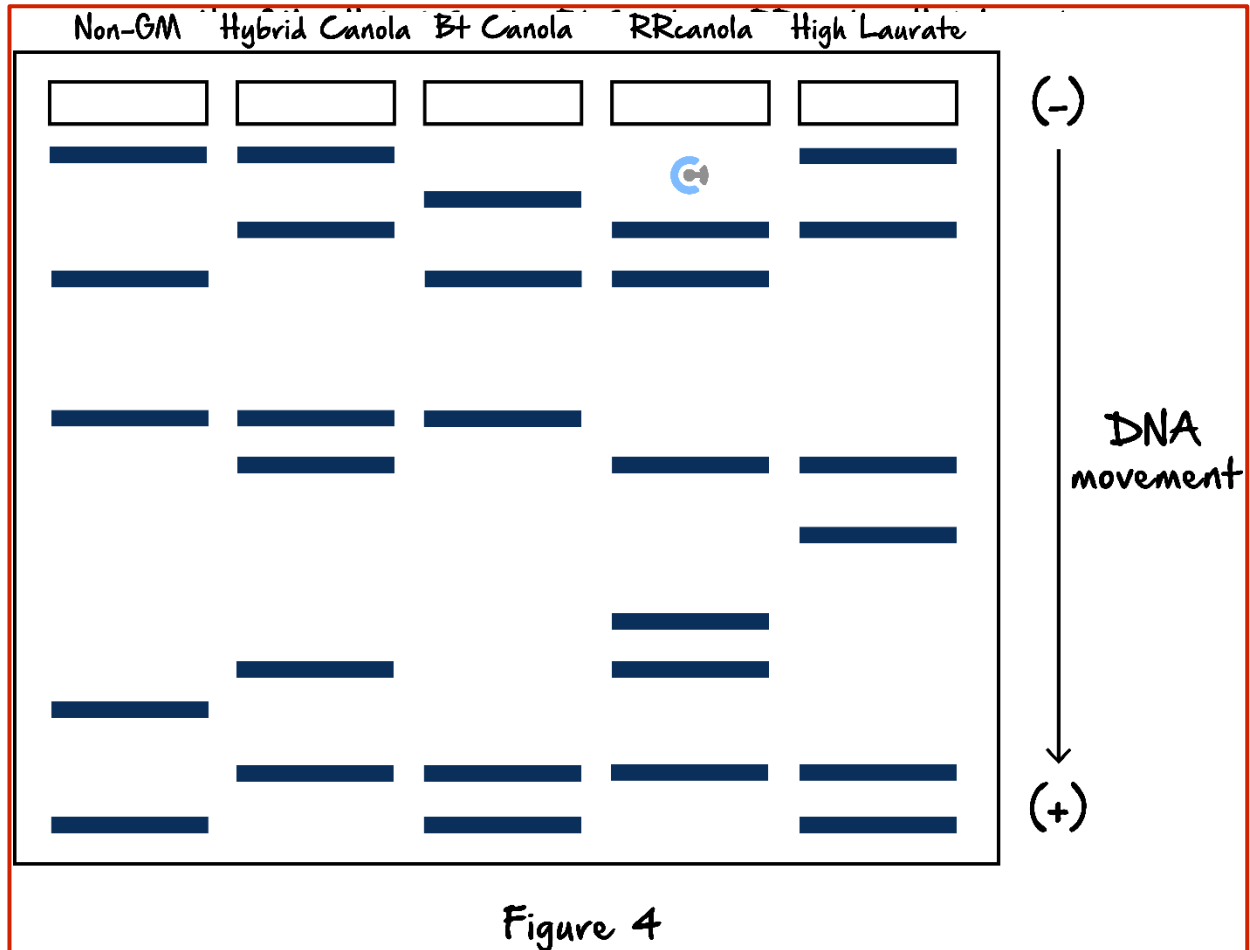 Non-GM Hybrid Canola Bt Canola RRcanola High Laurate
(-)
DNA
movement
(+)
Figure 4